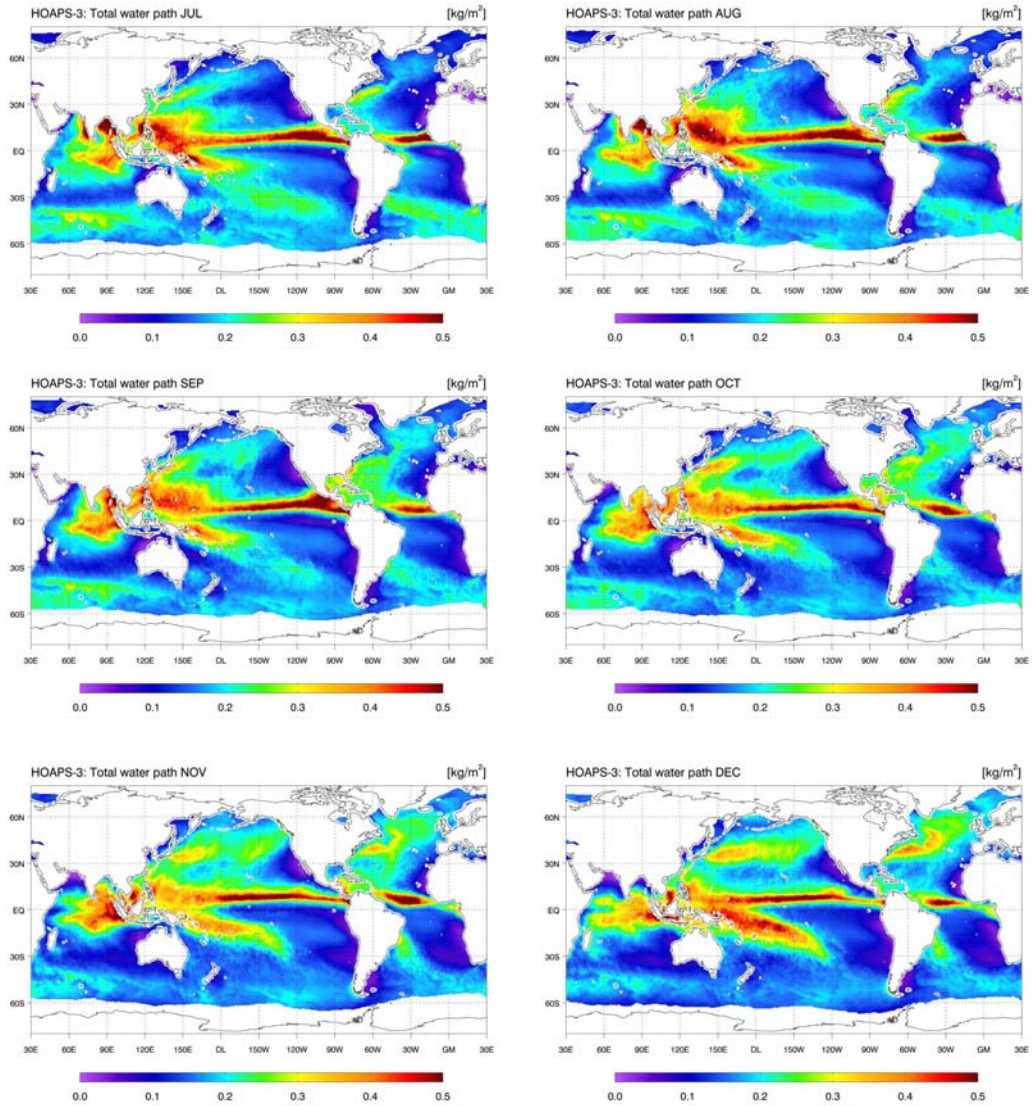 HOAPS-3: Total water path JUL [kg/m²] HOAPS-3: Total water path AUG [kg/m²]
60N 60N
30N 30N
EQ EQ
30S 30S
60S 60S
30E 60E 90E 120E 150E DL 150W 120W 90W 60W 30W GM 30E 30E 60E 90E 120E 150E DL 150W 120W 90W 60W 30W GM 30E
0.0 0.1 0.2 0.3 0.4 0.5 0.0 0.1 0.2 0.3 0.4 0.5
HOAPS-3: Total water path SEP [kg/m²] HOAPS-3: Total water path OCT [kg/m²]
60N 60N
30N 30N
EQ EQ
30S 30S
60S 60S
30E 60E 90E 120E 150E DL 150W 120W 90W 60W 30W GM 30E 30E 60E 90E 120E 150E DL 150W 120W 90W 60W 30W GM 30E
0.0 0.1 0.2 0.3 0.4 0.5 0.0 0.1 0.2 0.3 0.4 0.5
HOAPS-3: Total water path NOV [kg/m²] HOAPS-3: Total water path DEC [kg/m²]
60N 60N
30N 30N
EQ EQ
30S 30S
60S 60S
30E 60E 90E 120E 150E DL 150W 120W 90W 60W 30W GM 30E 30E 60E 90E 120E 150E DL 150W 120W 90W 60W 30W GM 30E
0.0 0.1 0.2 0.3 0.4 0.5 0.0 0.1 0.2 0.3 0.4 0.5